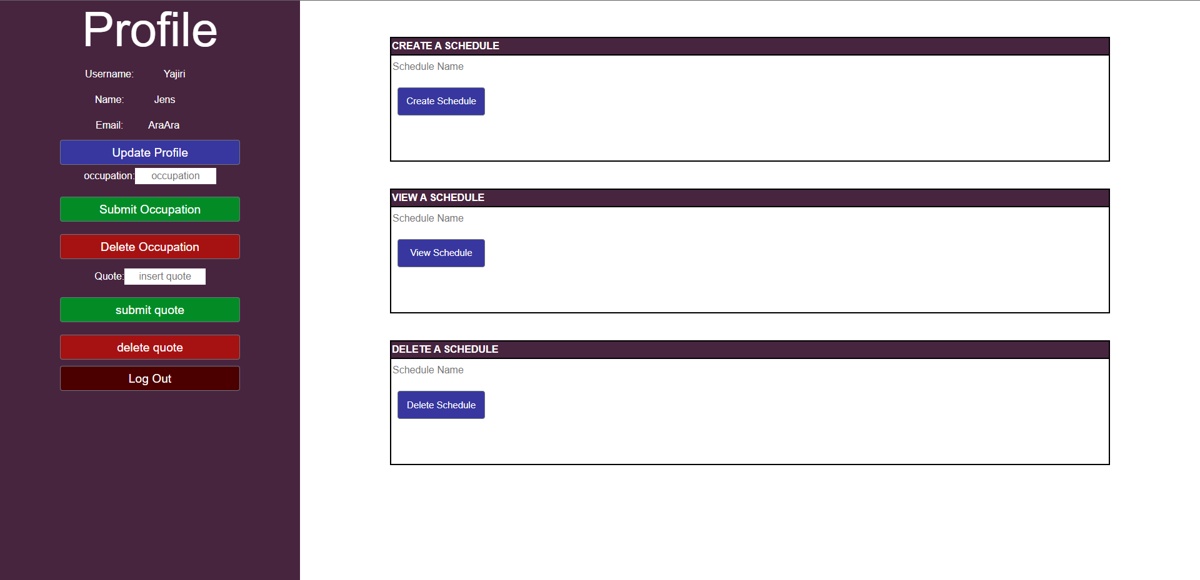 Profile
Username: Yajiri
Name: Jens
Email: AraAra
Update Profile
occupation: occupation
Submit Occupation
Delete Occupation
Quote: insert quote
submit quote
delete quote
Log Out
CREATE A SCHEDULE
Schedule Name
Create Schedule
VIEW A SCHEDULE
Schedule Name
View Schedule
DELETE A SCHEDULE
Schedule Name
Delete Schedule